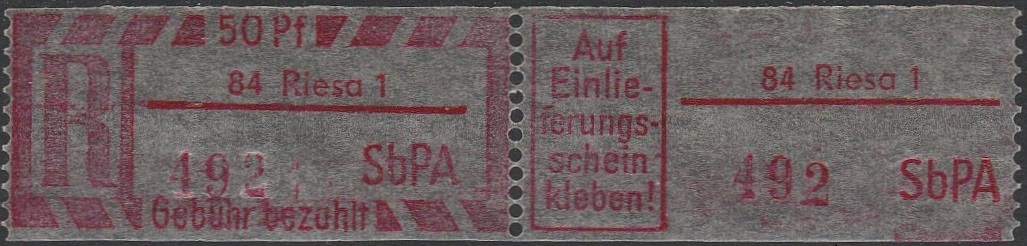 50 Pf
R
84 Riesa 1
492
SbPA
Gebühr bezahlt
Auf
Einlie-
ferungs-
schein
kleben!
84 Riesa 1
492
SbPA